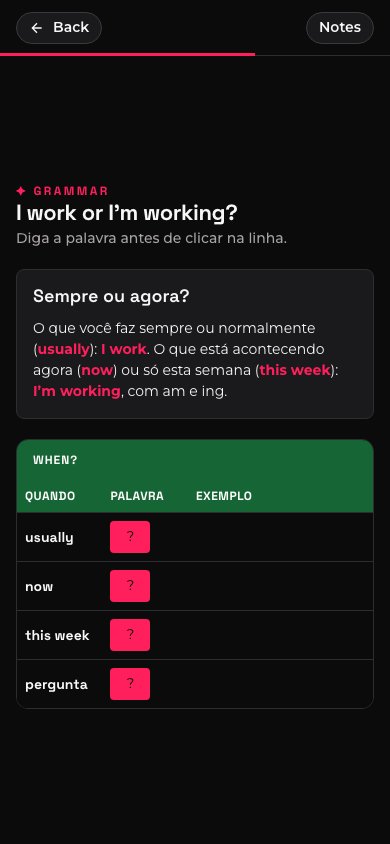 ← Back
Notes
✦ GRAMMAR
I work or I'm working?
Diga a palavra antes de clicar na linha.
Sempre ou agora?
O que você faz sempre ou normalmente
(usually): I work. O que está acontecendo
agora (now) ou só esta semana (this week):
I'm working, com am e ing.
WHEN?
QUANDO PALAVRA EXEMPLO
usually ?
now ?
this week ?
pergunta ?